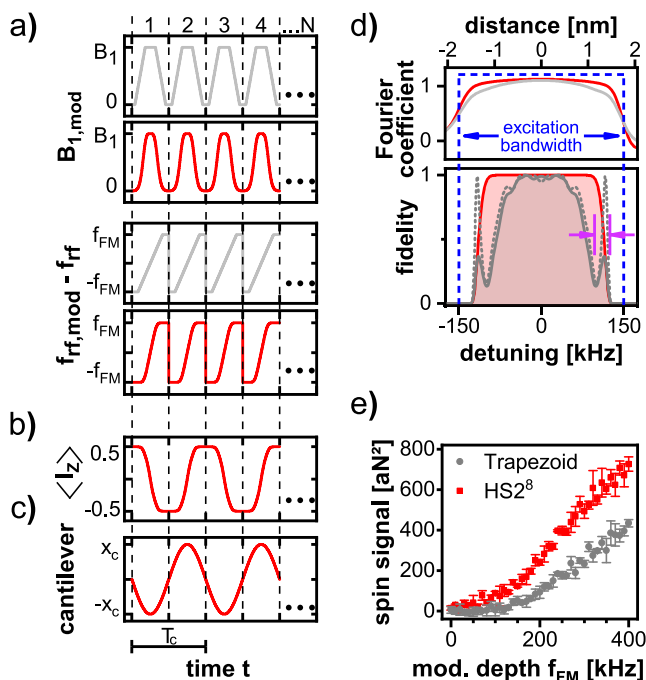 a)
1 2 3 4 ...N
B1
0
B1
0
B1,mod
fFM
-fFM
fFM
-fFM
frf,mod - frf
b)
0.5
-0.5
⟨Iz⟩
c)
xc
-xc
cantilever
Tc
time t
d)
distance [nm]
-2 -1 0 1 2
1
0
Fourier
coefficient
excitation
bandwidth
1
0
fidelity
-150 0 150
detuning [kHz]
e)
800
600
400
200
0
spin signal [aN²]
Trapezoid
HS2⁸
0 200 400
mod. depth fFM [kHz]